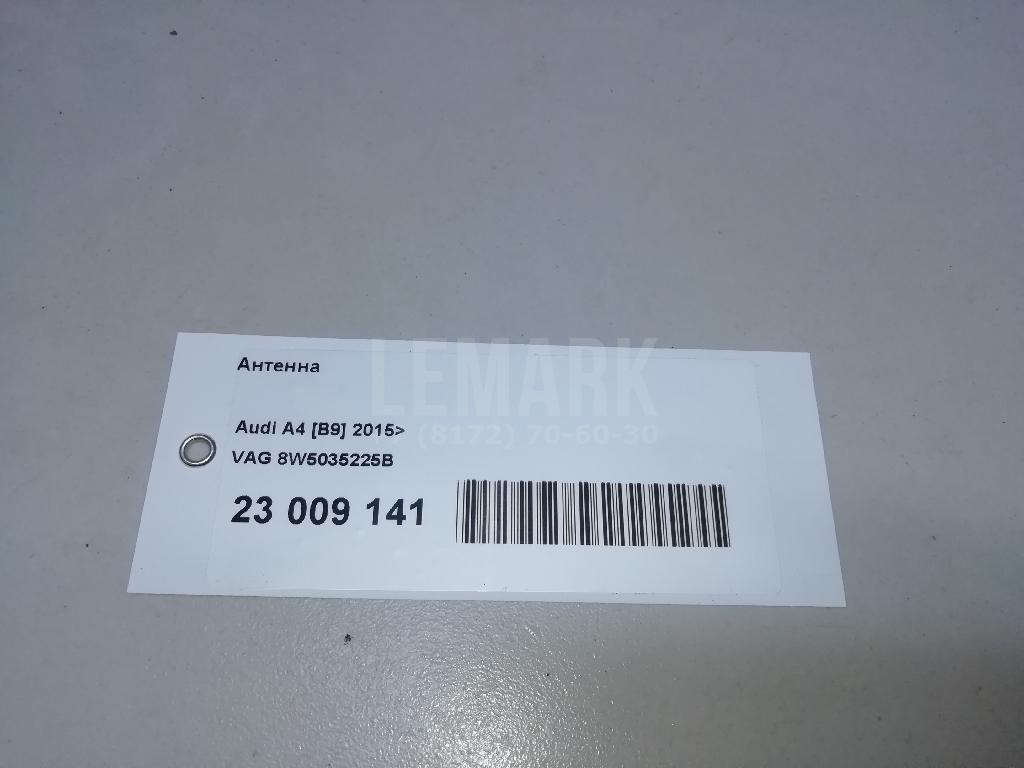 Антенна
LEMARK
Audi A4 [B9] 2015>
(8172) 70-60-30
VAG 8W5035225B
23 009 141